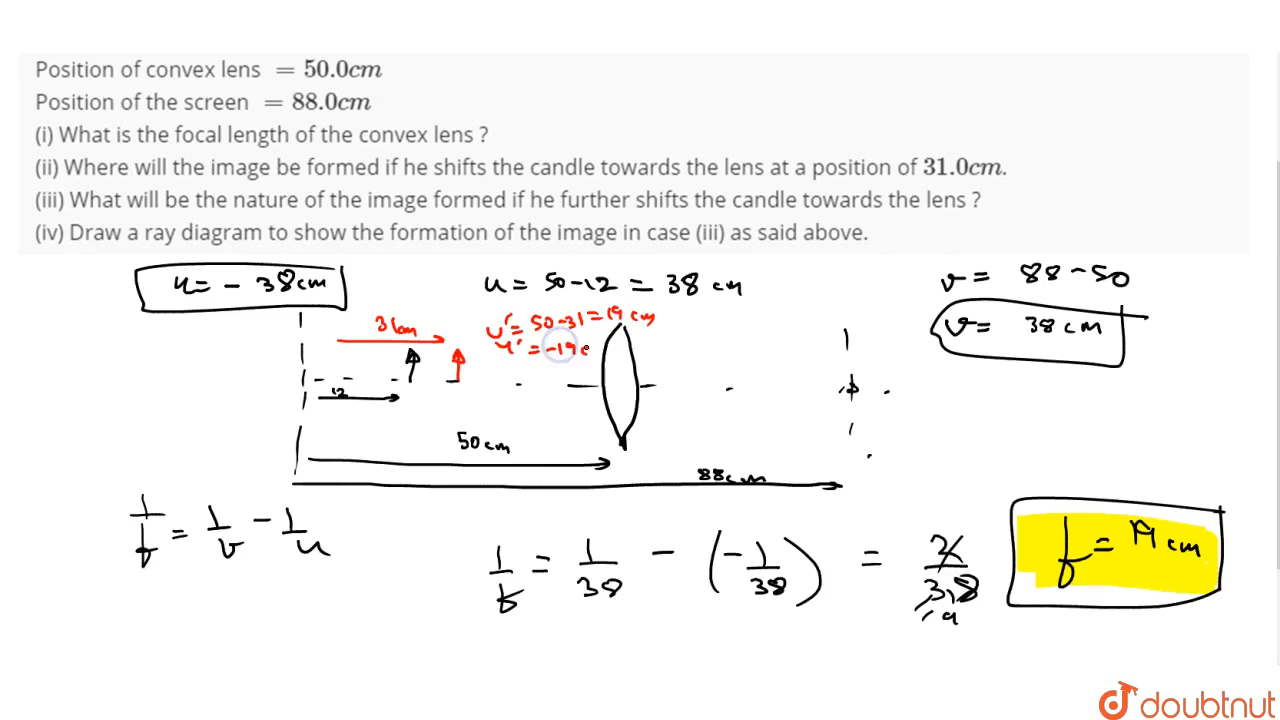 Position of convex lens = 50.0cm
Position of the screen = 88.0cm
(i) What is the focal length of the convex lens ?
(ii) Where will the image be formed if he shifts the candle towards the lens at a position of 31.0cm.
(iii) What will be the nature of the image formed if he further shifts the candle towards the lens ?
(iv) Draw a ray diagram to show the formation of the image in case (iii) as said above.
u = - 38cm
u = 50-12 = 38 cm
v = 88-50
v = 38 cm
31cm
u' = 50-31 = 19 cm
u' = -19c
12
50cm
88cm
1/f = 1/v - 1/u
1/f = 1/38 - (-1/38) = 2/38
19
f = 19 cm
doubtnut